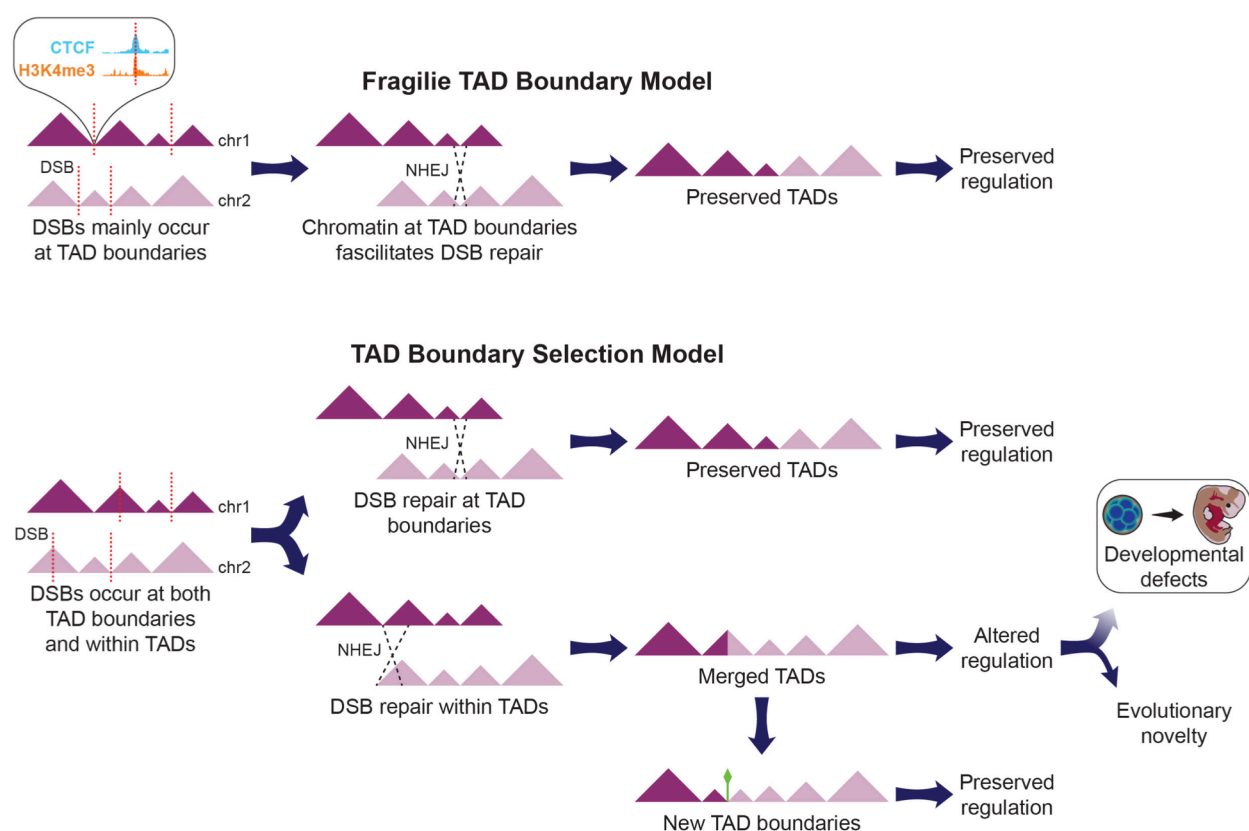 CTCF
H3K4me3
Fragilie TAD Boundary Model
chr1
DSB
chr2
DSBs mainly occur
at TAD boundaries
NHEJ
Chromatin at TAD boundaries
fascilitates DSB repair
Preserved TADs
Preserved
regulation
TAD Boundary Selection Model
chr1
DSB
chr2
DSBs occur at both
TAD boundaries
and within TADs
NHEJ
DSB repair at TAD
boundaries
Preserved TADs
Preserved
regulation
NHEJ
DSB repair within TADs
Merged TADs
Altered
regulation
Developmental
defects
Evolutionary
novelty
New TAD boundaries
Preserved
regulation